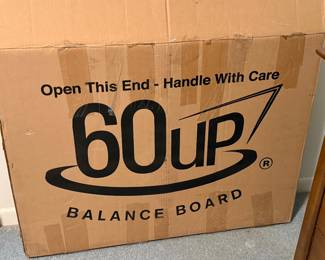 Open This End - Handle With Care
60uP
®
BALANCE BOARD